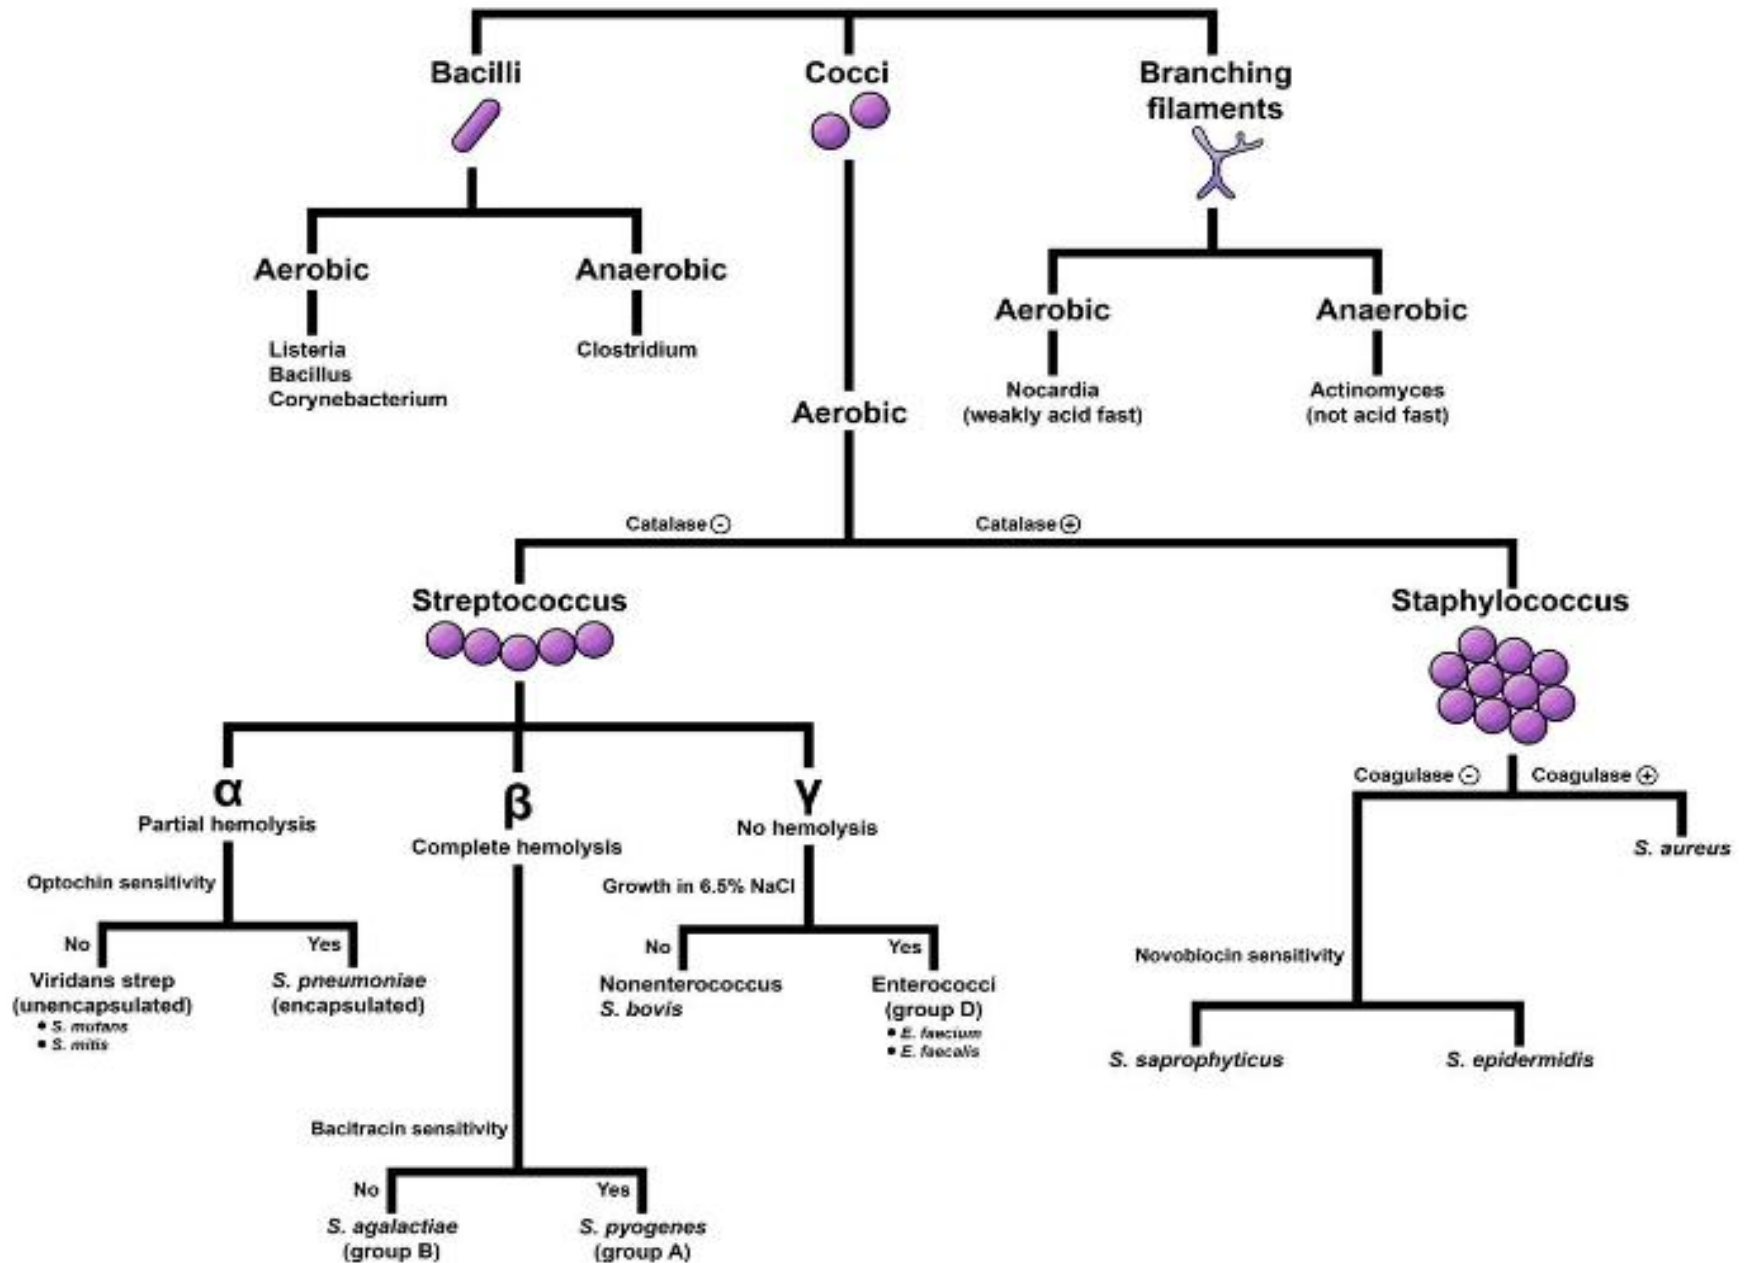 Bacilli
Cocci
Branching
filaments
Aerobic
Anaerobic
Listeria
Bacillus
Corynebacterium
Clostridium
Aerobic
Aerobic
Anaerobic
Nocardia
(weakly acid fast)
Actinomyces
(not acid fast)
Catalase ⊖
Catalase ⊕
Streptococcus
Staphylococcus
α
Partial hemolysis
β
Complete hemolysis
γ
No hemolysis
Coagulase ⊖
Coagulase ⊕
S. aureus
Optochin sensitivity
No
Yes
Viridans strep
(unencapsulated)
• S. mutans
• S. mitis
S. pneumoniae
(encapsulated)
Growth in 6.5% NaCl
No
Yes
Nonenterococcus
S. bovis
Enterococci
(group D)
• E. faecium
• E. faecalis
Novobiocin sensitivity
S. saprophyticus
S. epidermidis
Bacitracin sensitivity
No
Yes
S. agalactiae
(group B)
S. pyogenes
(group A)